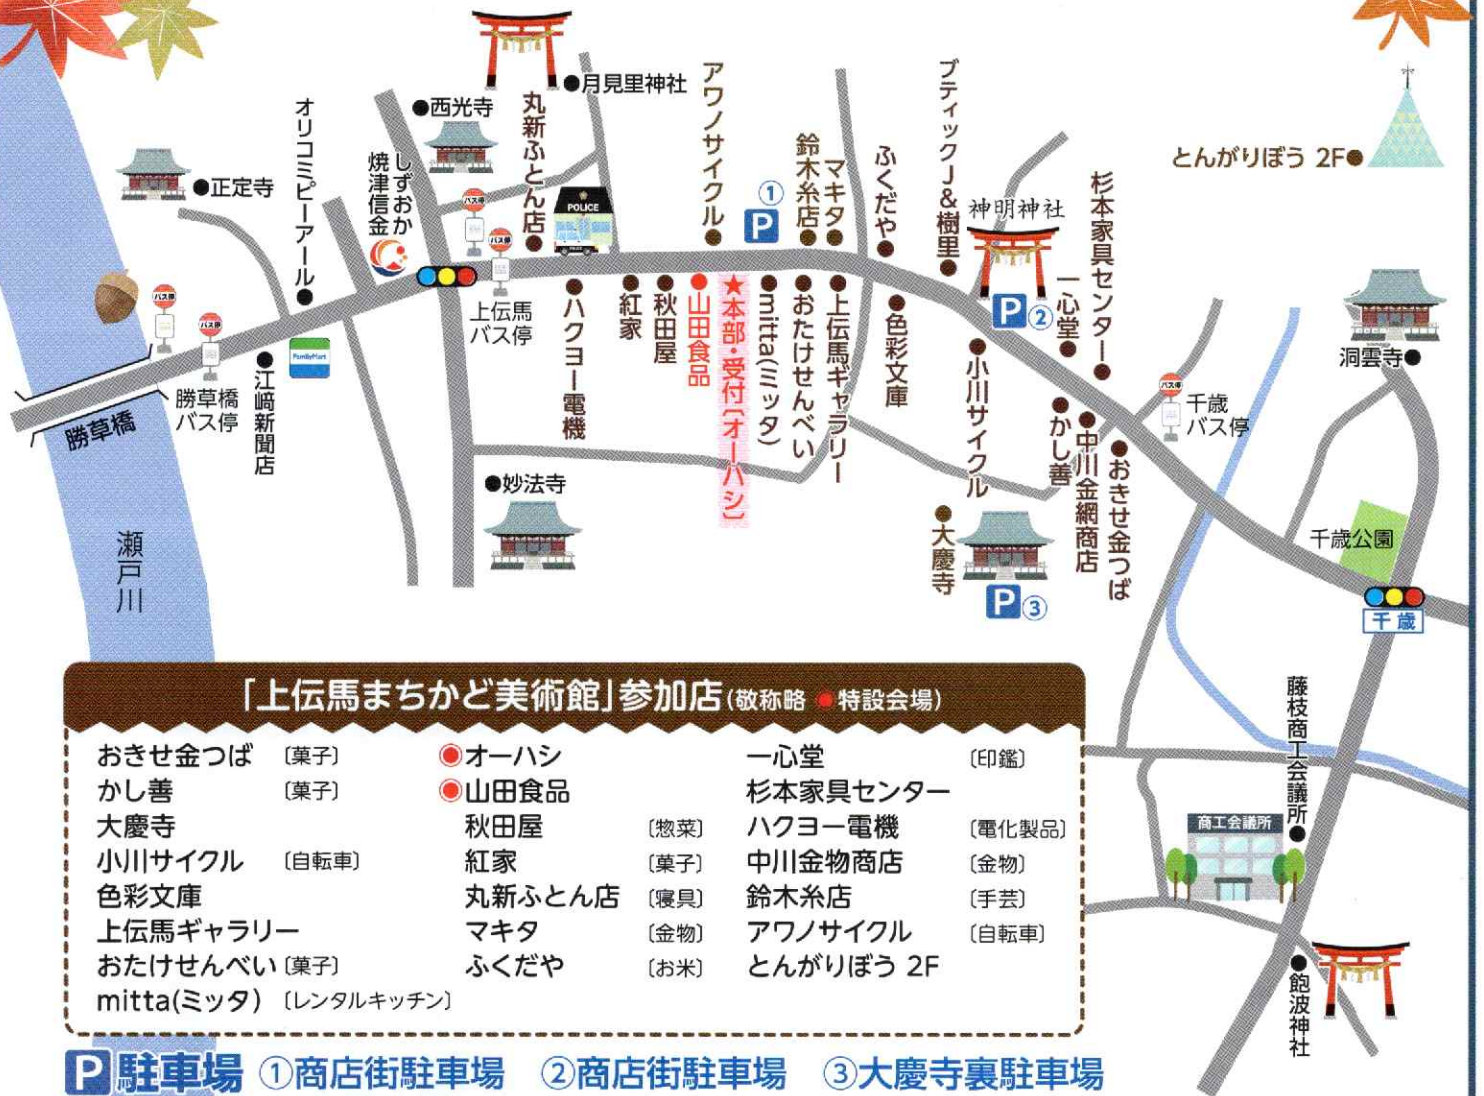 月見里神社
西光寺
丸新ふとん店
アワノサイクル
ブティックJ&樹里
オリコミピーアール
しずおか
焼津信金
正定寺
バス停
バス停
POLICE
①
P
鈴木糸店
マキタ
ふくだや
神明神社
杉本家具センター
とんがりぼう 2F
一心堂
P②
洞雲寺
上伝馬
バス停
ハクヨー電機
紅家
秋田屋
山田食品
★本部・受付〔オーハシ〕
mitta(ミッタ)
おたけせんべい
上伝馬ギャラリー
色彩文庫
小川サイクル
かし善
中川金網商店
おきせ金つば
バス停
千歳
バス停
バス停
バス停
FamilyMart
勝草橋
バス停
勝草橋
江﨑新聞店
妙法寺
大慶寺
P③
千歳公園
千歳
瀬戸川
藤枝商工会議所
商工会議所
飽波神社
「上伝馬まちかど美術館」参加店(敬称略 ●特設会場)
おきせ金つば 〔菓子〕
かし善 〔菓子〕
大慶寺
小川サイクル 〔自転車〕
色彩文庫
上伝馬ギャラリー
おたけせんべい〔菓子〕
mitta(ミッタ) 〔レンタルキッチン〕
◉オーハシ
◉山田食品
秋田屋 〔惣菜〕
紅家 〔菓子〕
丸新ふとん店 〔寝具〕
マキタ 〔金物〕
ふくだや 〔お米〕
一心堂 〔印鑑〕
杉本家具センター
ハクヨー電機 〔電化製品〕
中川金物商店 〔金物〕
鈴木糸店 〔手芸〕
アワノサイクル 〔自転車〕
とんがりぼう 2F
P駐車場 ①商店街駐車場 ②商店街駐車場 ③大慶寺裏駐車場